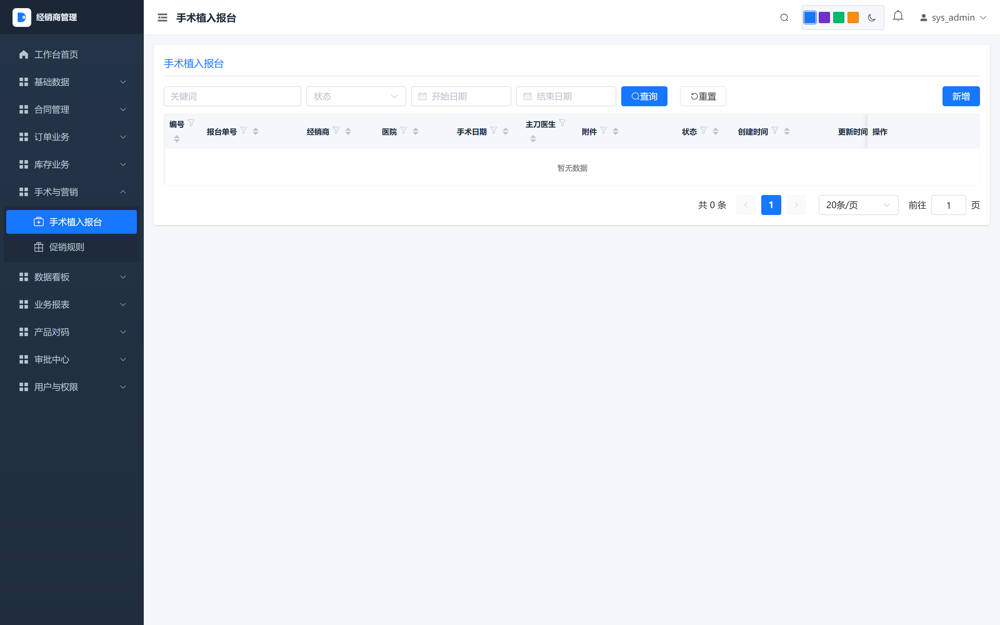 经销商管理
手术植入报台
sys_admin
工作台首页
基础数据
合同管理
订单业务
库存业务
手术与营销
手术植入报台
促销规则
数据看板
业务报表
产品对码
审批中心
用户与权限
手术植入报台
关键词 状态 开始日期 结束日期 查询 重置 新增
编号 报台单号 经销商 医院 手术日期 主刀医生 附件 状态 创建时间 更新时间 操作
暂无数据
共 0 条 1 20条/页 前往 1 页